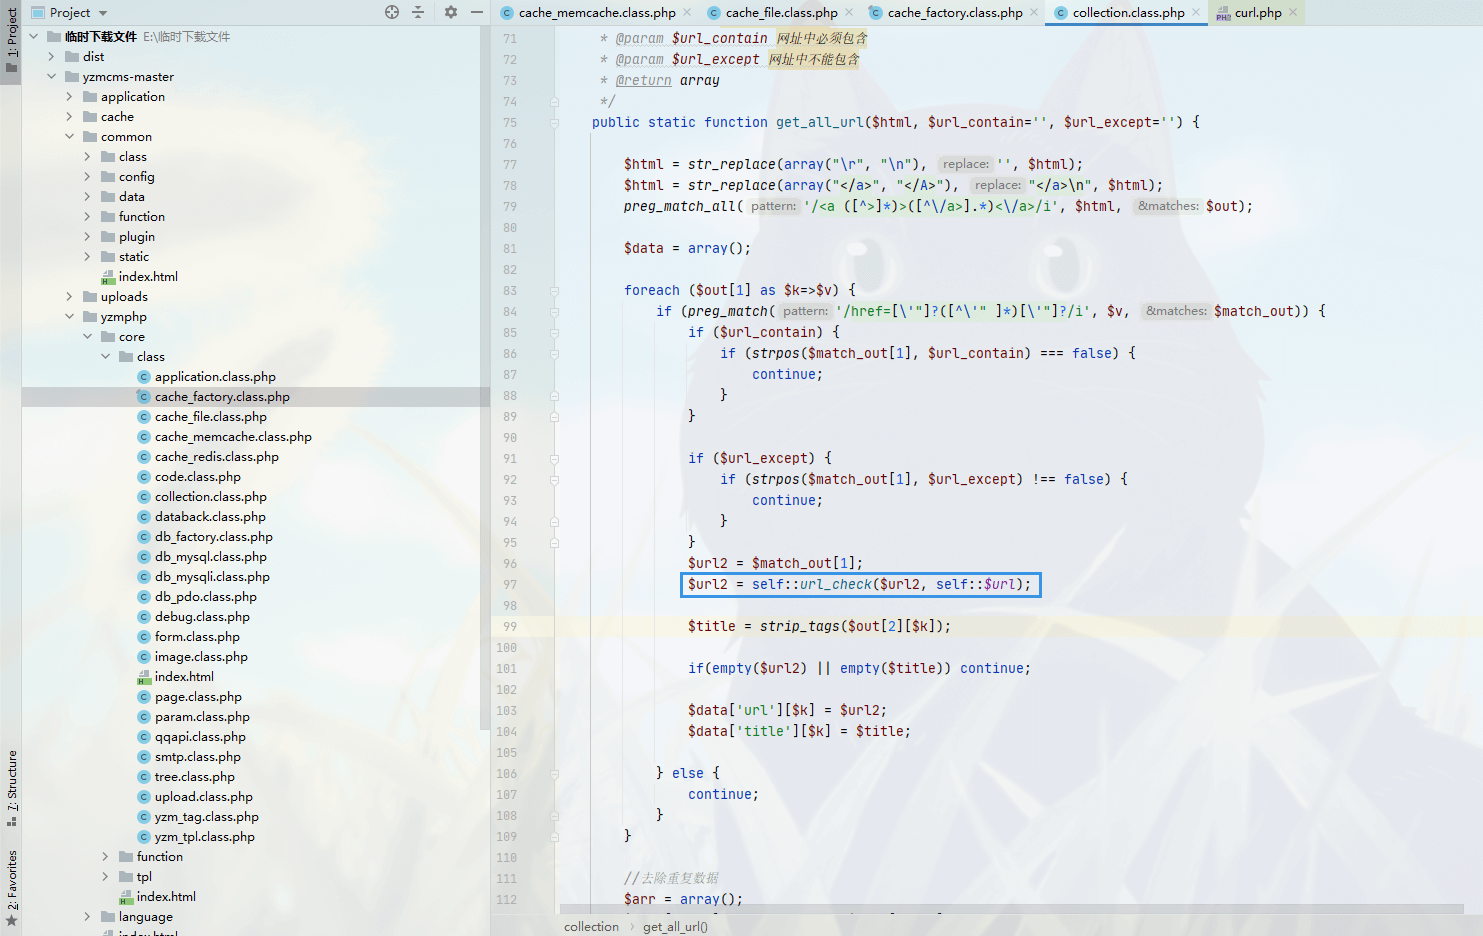 Project
cache_memcache.class.php
cache_file.class.php
cache_factory.class.php
collection.class.php
curl.php
1: Project
7: Structure
2: Favorites
临时下载文件 E:\临时下载文件
dist
yzmcms-master
application
cache
common
class
config
data
function
plugin
static
index.html
uploads
yzmphp
core
class
application.class.php
cache_factory.class.php
cache_file.class.php
cache_memcache.class.php
cache_redis.class.php
code.class.php
collection.class.php
databack.class.php
db_factory.class.php
db_mysql.class.php
db_mysqli.class.php
db_pdo.class.php
debug.class.php
form.class.php
image.class.php
index.html
page.class.php
param.class.php
qqapi.class.php
smtp.class.php
tree.class.php
upload.class.php
yzm_tag.class.php
yzm_tpl.class.php
function
tpl
index.html
language
index.html
71 * @param $url_contain 网址中必须包含
72 * @param $url_except 网址中不能包含
73 * @return array
74 */
75 public static function get_all_url($html, $url_contain='', $url_except='') {
76
77 $html = str_replace(array("\r", "\n"), replace: '', $html);
78 $html = str_replace(array("</a>", "</A>"), replace: "</a>\n", $html);
79 preg_match_all( pattern: '/<a ([^>]*)>([^\/a>].*)<\/a>/i', $html, &matches: $out);
80
81 $data = array();
82
83 foreach ($out[1] as $k=>$v) {
84 if (preg_match( pattern: '/href=[\'"]?([^\'" ]*)[\'"]?/i', $v, &matches: $match_out)) {
85 if ($url_contain) {
86 if (strpos($match_out[1], $url_contain) === false) {
87 continue;
88 }
89 }
90
91 if ($url_except) {
92 if (strpos($match_out[1], $url_except) !== false) {
93 continue;
94 }
95 }
96 $url2 = $match_out[1];
97 $url2 = self::url_check($url2, self::$url);
98
99 $title = strip_tags($out[2][$k]);
100
101 if(empty($url2) || empty($title)) continue;
102
103 $data['url'][$k] = $url2;
104 $data['title'][$k] = $title;
105
106 } else {
107 continue;
108 }
109 }
110
111 //去除重复数据
112 $arr = array();
collection › get_all_url()